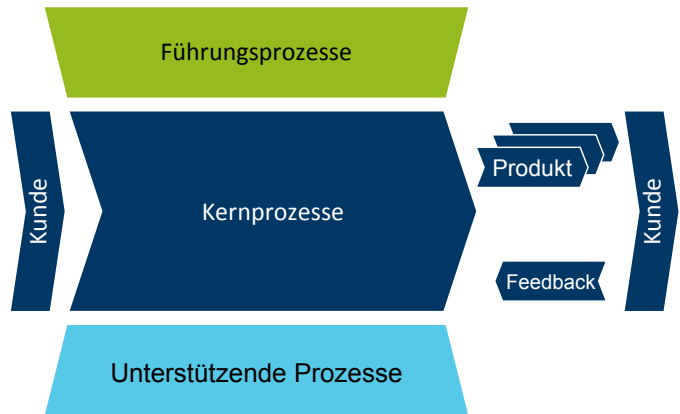 Führungsprozesse
Kunde
Kernprozesse
Produkt
Feedback
Kunde
Unterstützende Prozesse